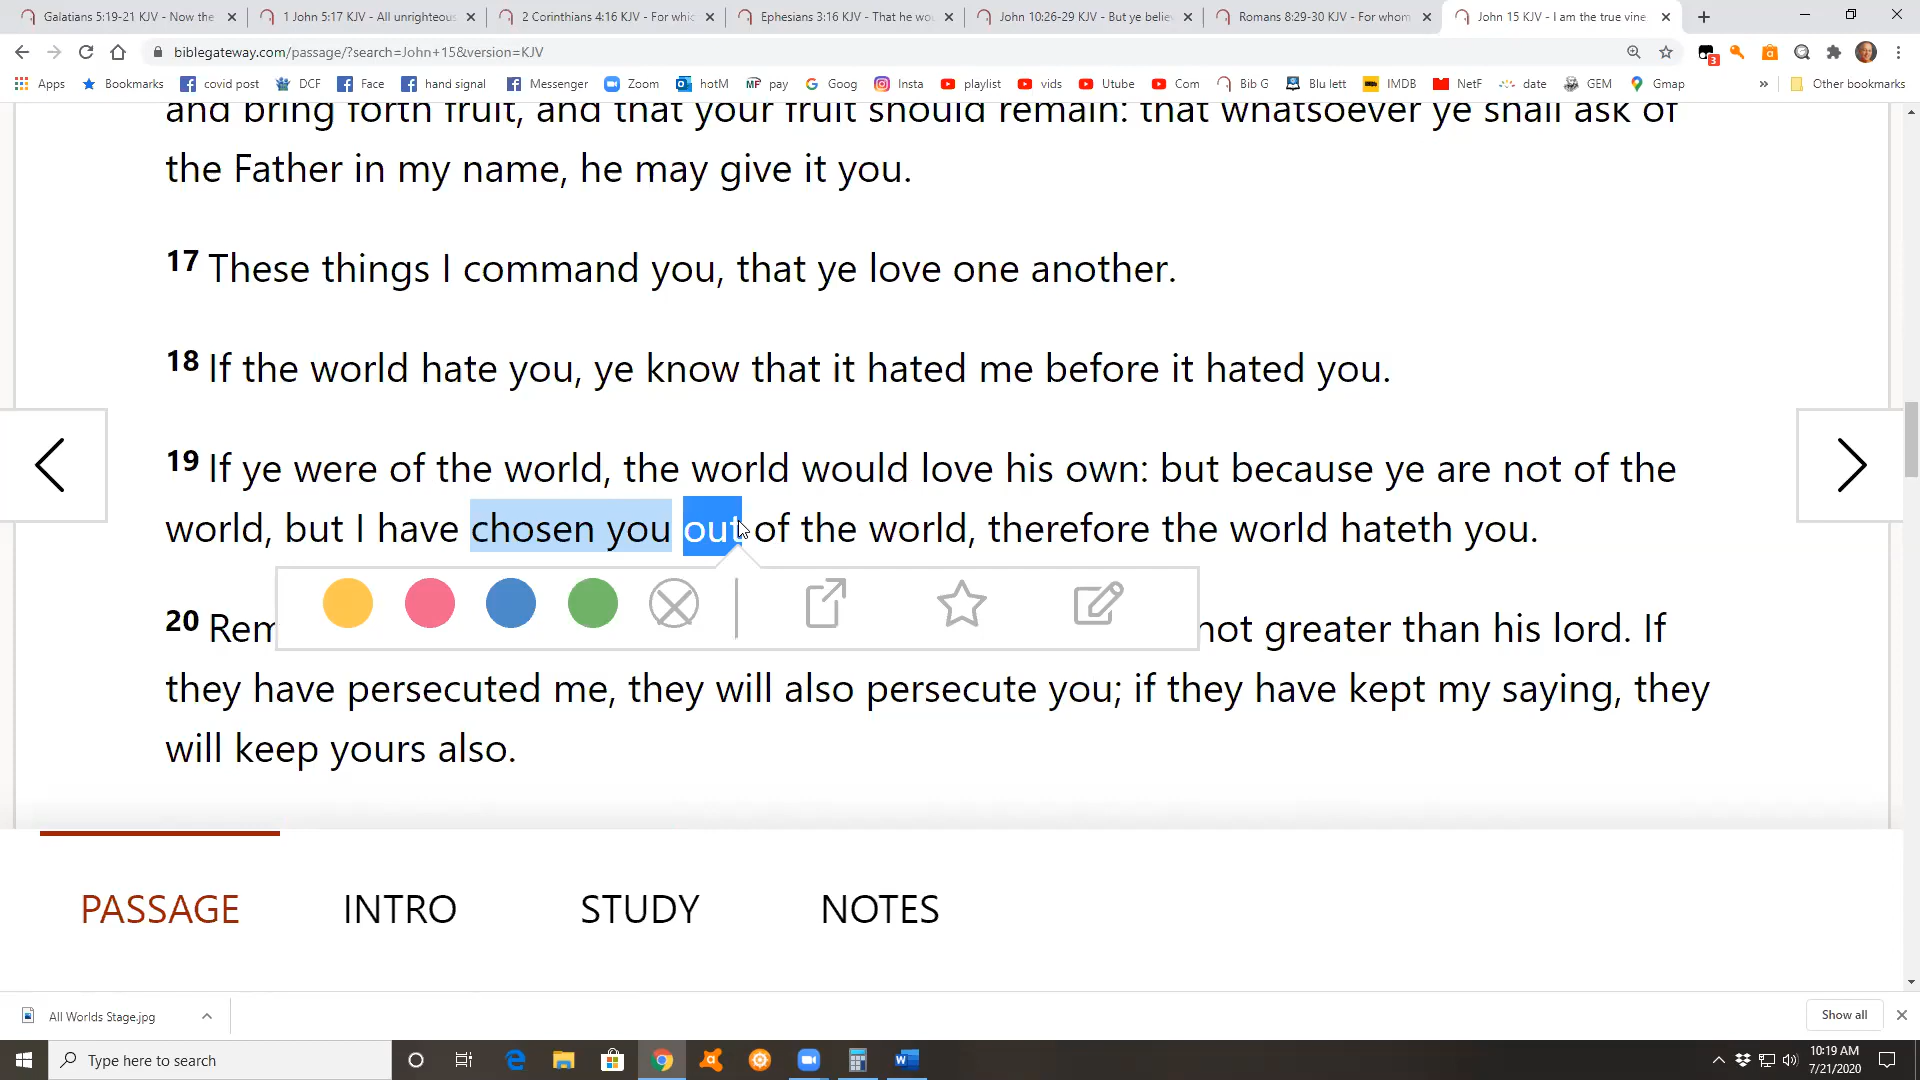 Galatians 5:19-21 KJV - Now the
1 John 5:17 KJV - All unrighteous
2 Corinthians 4:16 KJV - For whic
Ephesians 3:16 KJV - That he wou
John 10:26-29 KJV - But ye belie
Romans 8:29-30 KJV - For whom
John 15 KJV - I am the true vine,
biblegateway.com/passage/?search=John+15&version=KJV
3
Apps
Bookmarks
covid post
DCF
Face
hand signal
Messenger
Zoom
hotM
pay
Goog
Insta
playlist
vids
Utube
Com
Bib G
Blu lett
IMDB
NetF
date
GEM
Gmap
»
Other bookmarks
and bring forth fruit, and that your fruit should remain: that whatsoever ye shall ask of
the Father in my name, he may give it you.
17 These things I command you, that ye love one another.
18 If the world hate you, ye know that it hated me before it hated you.
19 If ye were of the world, the world would love his own: but because ye are not of the
world, but I have chosen you out of the world, therefore the world hateth you.
20 Rem not greater than his lord. If
they have persecuted me, they will also persecute you; if they have kept my saying, they
will keep yours also.
PASSAGE
INTRO
STUDY
NOTES
All Worlds Stage.jpg
Show all
Type here to search
10:19 AM
7/21/2020